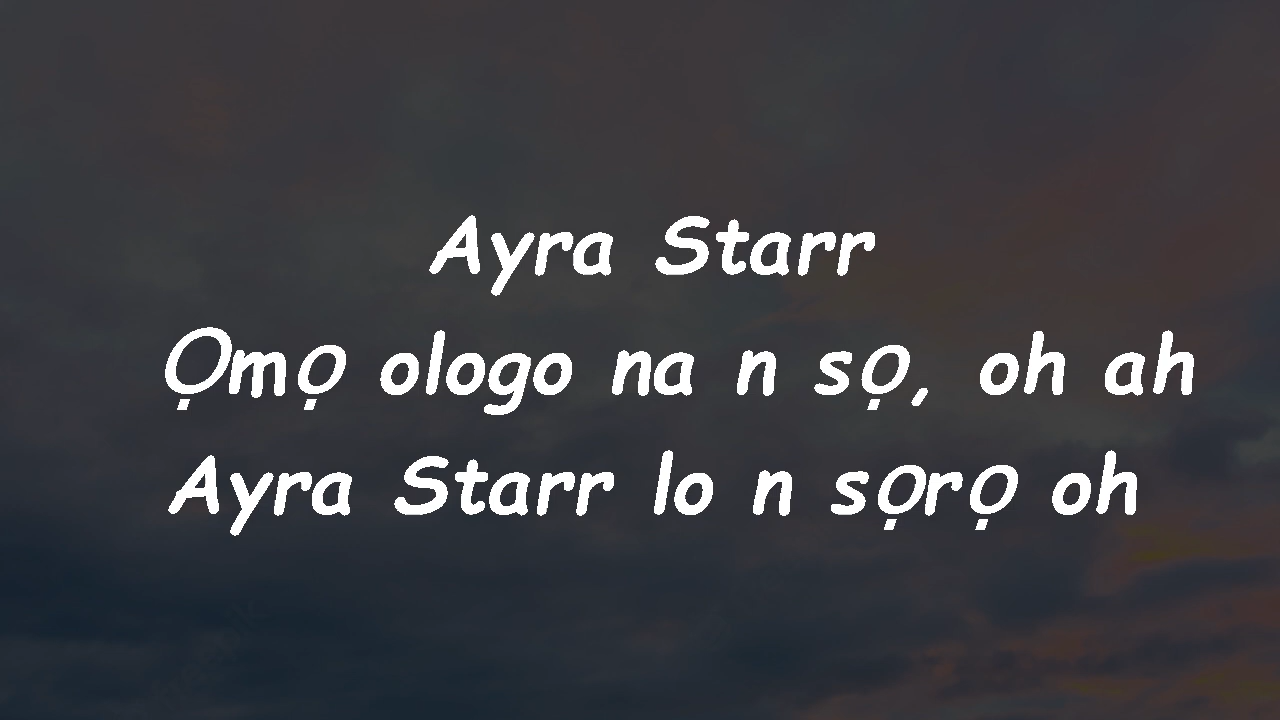 Ayra Starr
Ọmọ ologo na n sọ, oh ah
Ayra Starr lo n sọrọ oh